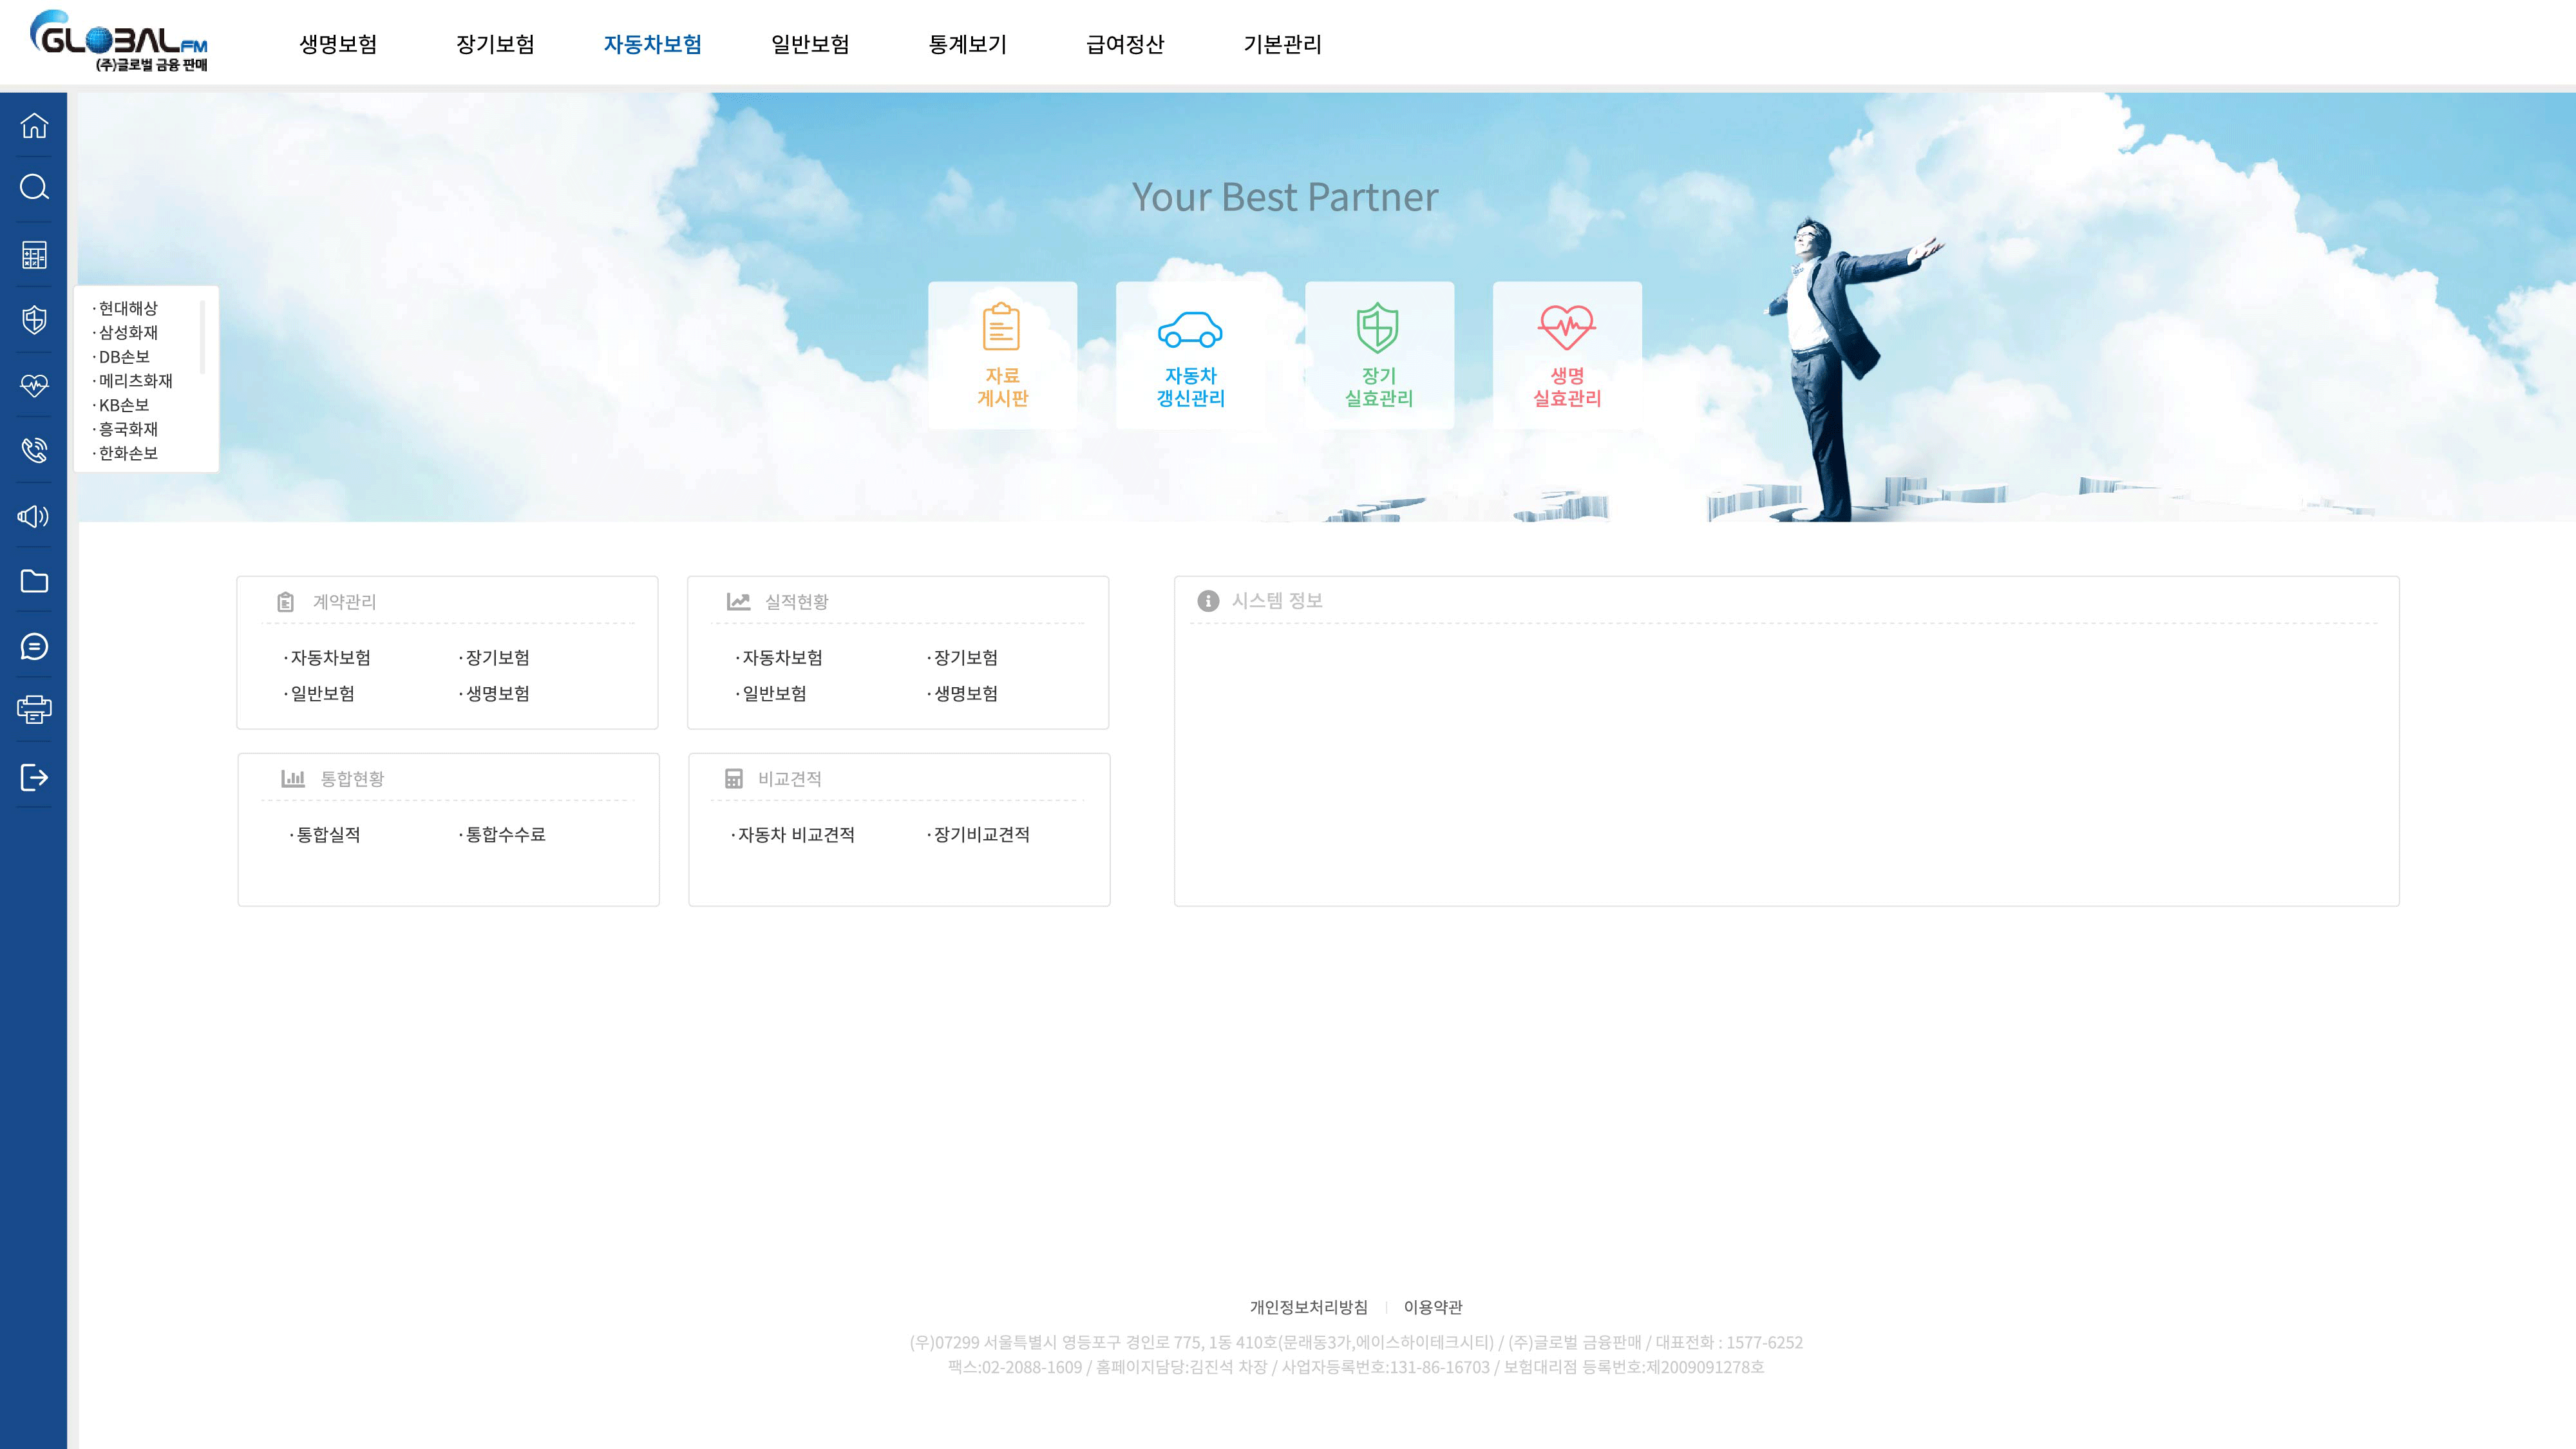 GLOBALFM
(주)글로벌 금융 판매
생명보험 장기보험 자동차보험 일반보험 통계보기 급여정산 기본관리
Your Best Partner
자료
게시판
자동차
갱신관리
장기
실효관리
생명
실효관리
·현대해상
·삼성화재
·DB손보
·메리츠화재
·KB손보
·흥국화재
·한화손보
계약관리
·자동차보험 ·장기보험
·일반보험 ·생명보험
실적현황
·자동차보험 ·장기보험
·일반보험 ·생명보험
시스템 정보
통합현황
·통합실적 ·통합수수료
비교견적
·자동차 비교견적 ·장기비교견적
개인정보처리방침 | 이용약관
(우)07299 서울특별시 영등포구 경인로 775, 1동 410호(문래동3가,에이스하이테크시티) / (주)글로벌 금융판매 / 대표전화 : 1577-6252
팩스:02-2088-1609 / 홈페이지담당:김진석 차장 / 사업자등록번호:131-86-16703 / 보험대리점 등록번호:제2009091278호